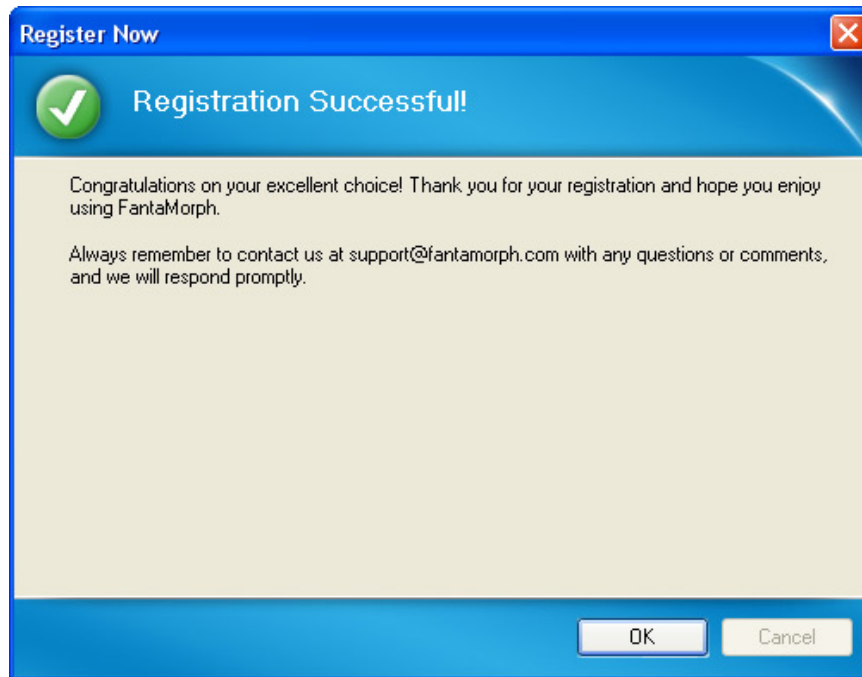 Register Now
Registration Successful!
Congratulations on your excellent choice! Thank you for your registration and hope you enjoy
using FantaMorph.
Always remember to contact us at support@fantamorph.com with any questions or comments,
and we will respond promptly.
OK
Cancel